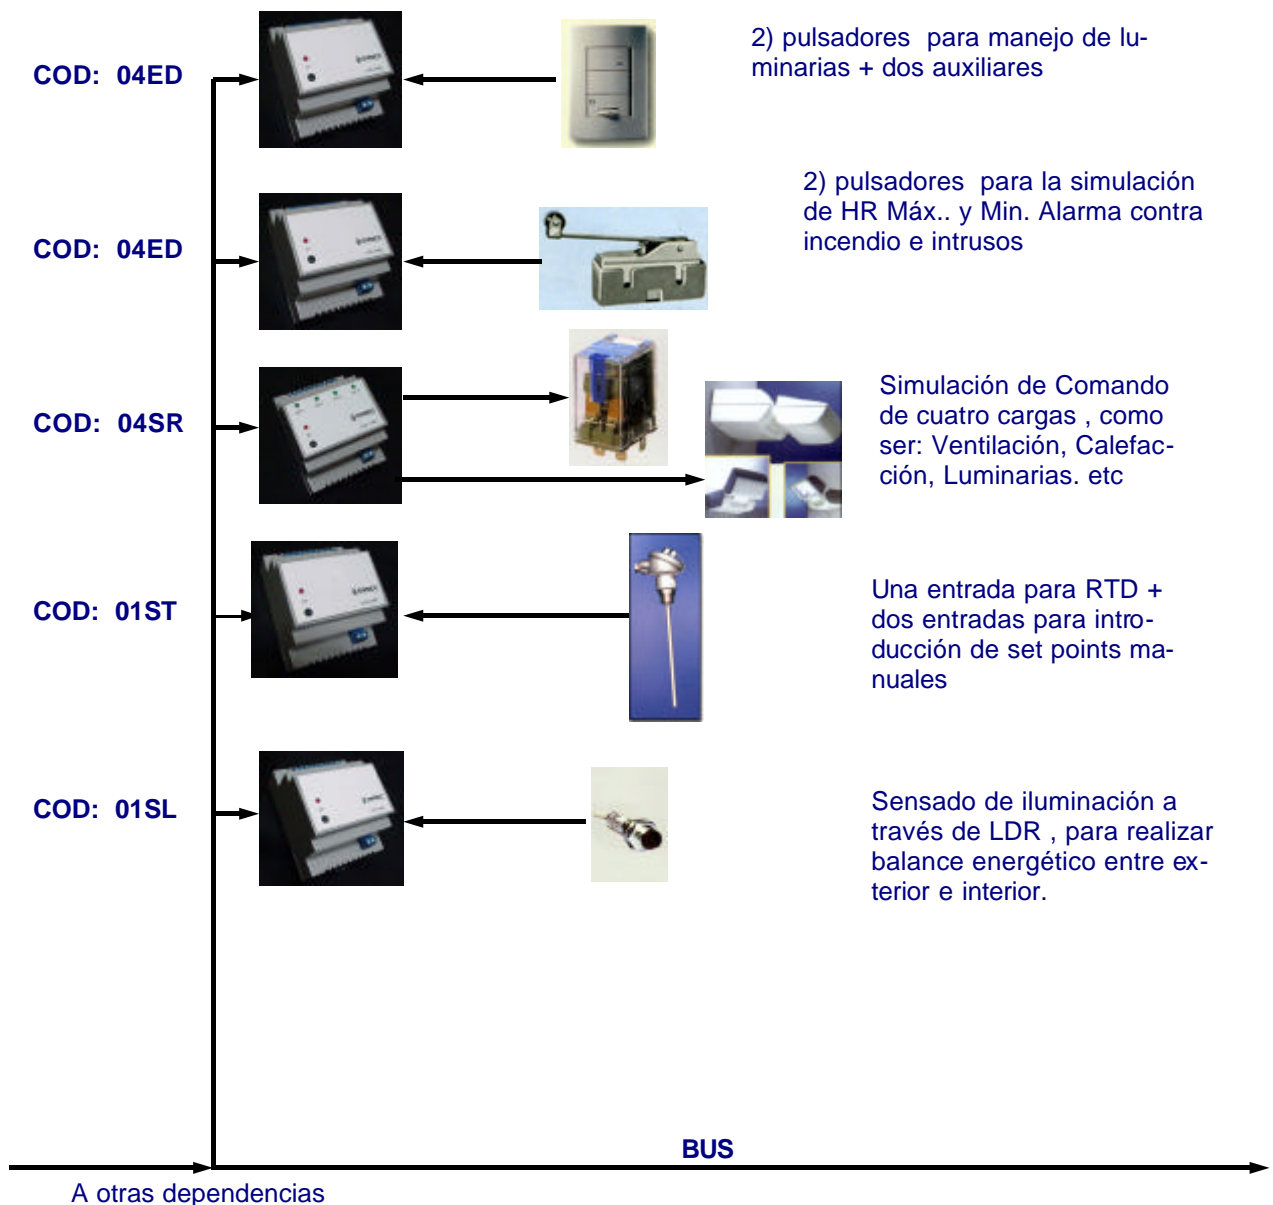 COD: 04ED
2) pulsadores para manejo de lu-
minarias + dos auxiliares
COD: 04ED
2) pulsadores para la simulación
de HR Máx.. y Min. Alarma contra
incendio e intrusos
COD: 04SR
Simulación de Comando
de cuatro cargas , como
ser: Ventilación, Calefac-
ción, Luminarias. etc
COD: 01ST
Una entrada para RTD +
dos entradas para intro-
ducción de set points ma-
nuales
COD: 01SL
Sensado de iluminación a
través de LDR , para realizar
balance energético entre ex-
terior e interior.
BUS
A otras dependencias